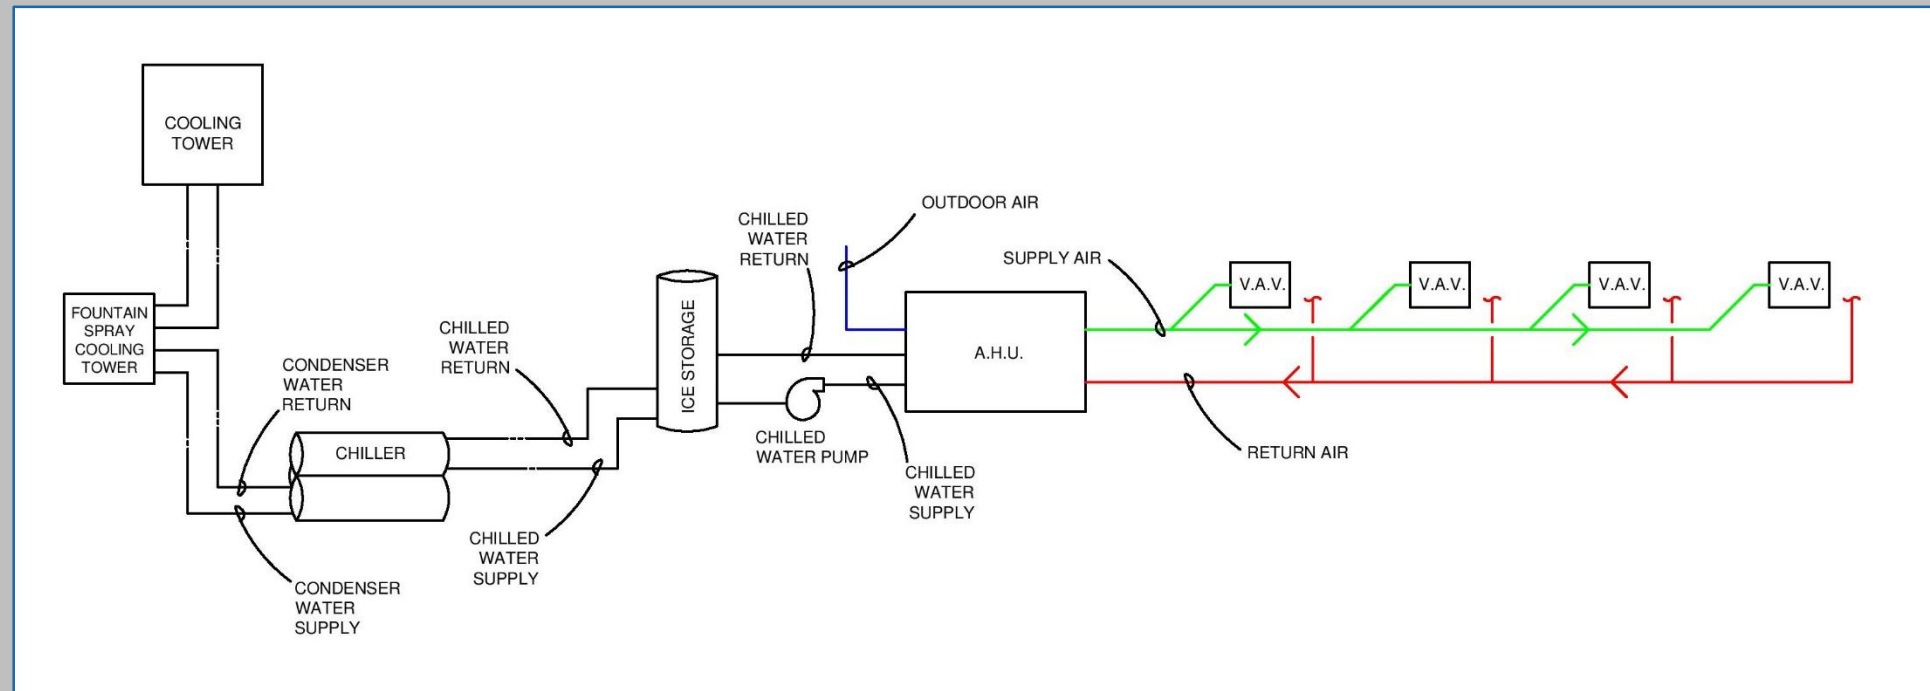 COOLING
TOWER
FOUNTAIN
SPRAY
COOLING
TOWER
CONDENSER
WATER
RETURN
CHILLER
CONDENSER
WATER
SUPPLY
CHILLED
WATER
RETURN
CHILLED
WATER
SUPPLY
ICE STORAGE
CHILLED
WATER
RETURN
CHILLED
WATER PUMP
OUTDOOR AIR
CHILLED
WATER
SUPPLY
A.H.U.
SUPPLY AIR
RETURN AIR
V.A.V.
V.A.V.
V.A.V.
V.A.V.